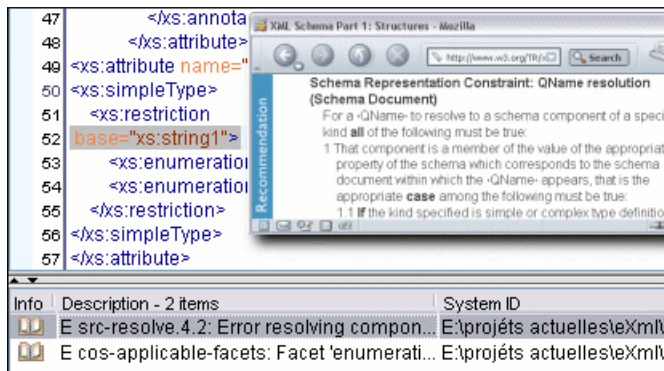 47 </xs:annota
48 </xs:attribute>
49 <xs:attribute name="
50 <xs:simpleType>
51 <xs:restriction
52 base="xs:string1">
53 <xs:enumeration
54 <xs:enumeration
55 </xs:restriction>
56 </xs:simpleType>
57 </xs:attribute>
XML Schema Part 1: Structures - Mozilla
http://www.w3.org/TR/x
Search
Recommendation
Schema Representation Constraint: QName resolution
(Schema Document)
For a ·QName· to resolve to a schema component of a speci
kind all of the following must be true:
1 That component is a member of the value of the appropriat
property of the schema which corresponds to the schema
document within which the ·QName· appears, that is the
appropriate case among the following must be true:
1.1 If the kind specified is simple or complex type definitio
Info Description - 2 items System ID
E src-resolve.4.2: Error resolving compon... E:\projéts actuelles\eXml\
E cos-applicable-facets: Facet 'enumerati... E:\projéts actuelles\eXml\